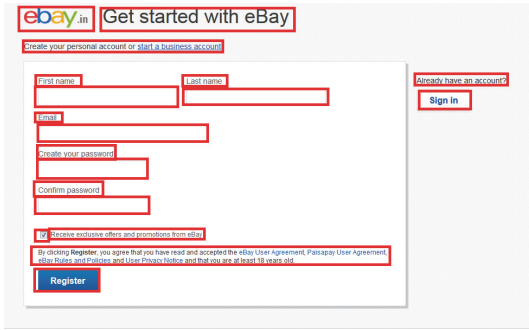 ebay.in Get started with eBay
Create your personal account or start a business account
First name Last name
Already have an account?
Sign in
Email
Create your password
Confirm password
Receive exclusive offers and promotions from eBay
By clicking Register, you agree that you have read and accepted the eBay User Agreement, Paisapay User Agreement,
eBay Rules and Policies and User Privacy Notice and that you are at least 18 years old.
Register